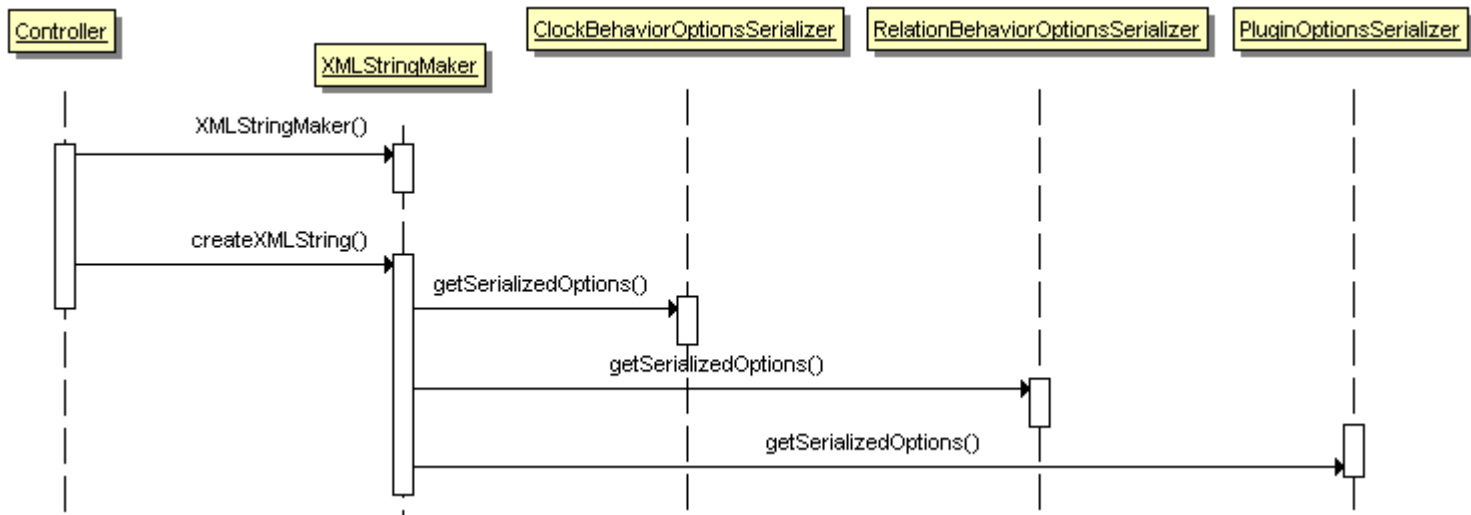 Controller
XMLStringMaker
ClockBehaviorOptionsSerializer
RelationBehaviorOptionsSerializer
PluginOptionsSerializer
XMLStringMaker()
createXMLString()
getSerializedOptions()
getSerializedOptions()
getSerializedOptions()